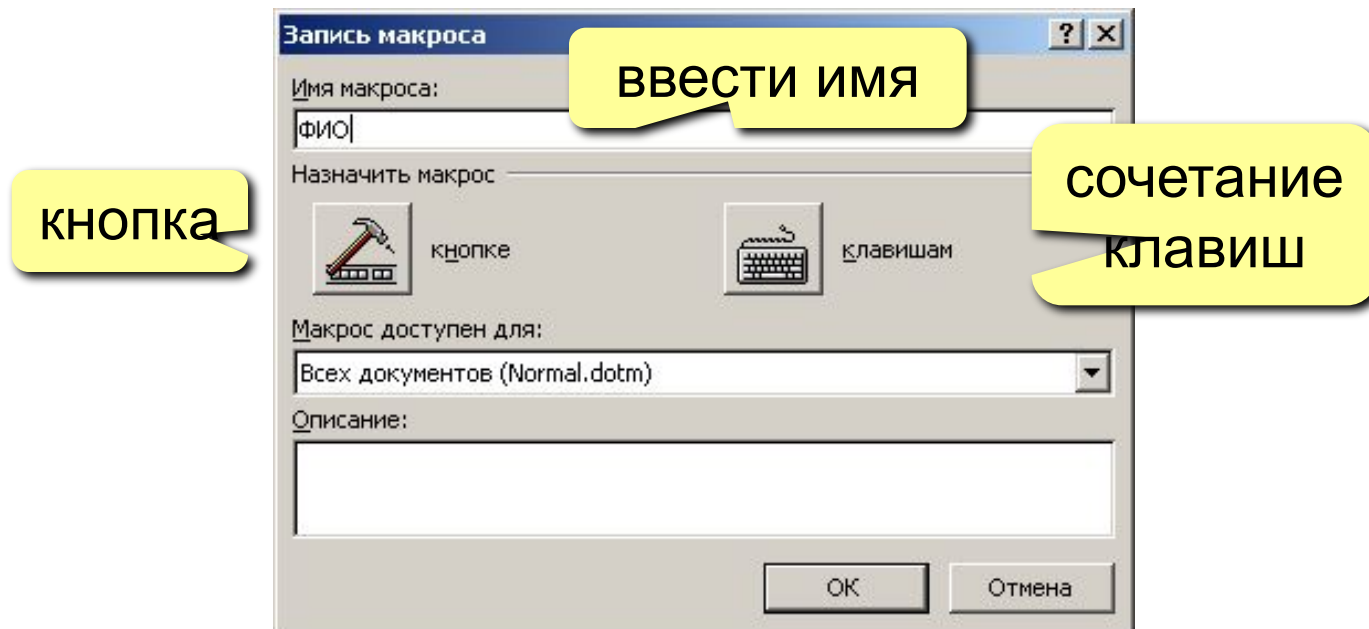 Запись макроса
ввести имя
Имя макроса:
ФИО
Назначить макрос
кнопка
кнопке
клавишам
сочетание
клавиш
Макрос доступен для:
Всех документов (Normal.dotm)
Описание:
ОК
Отмена